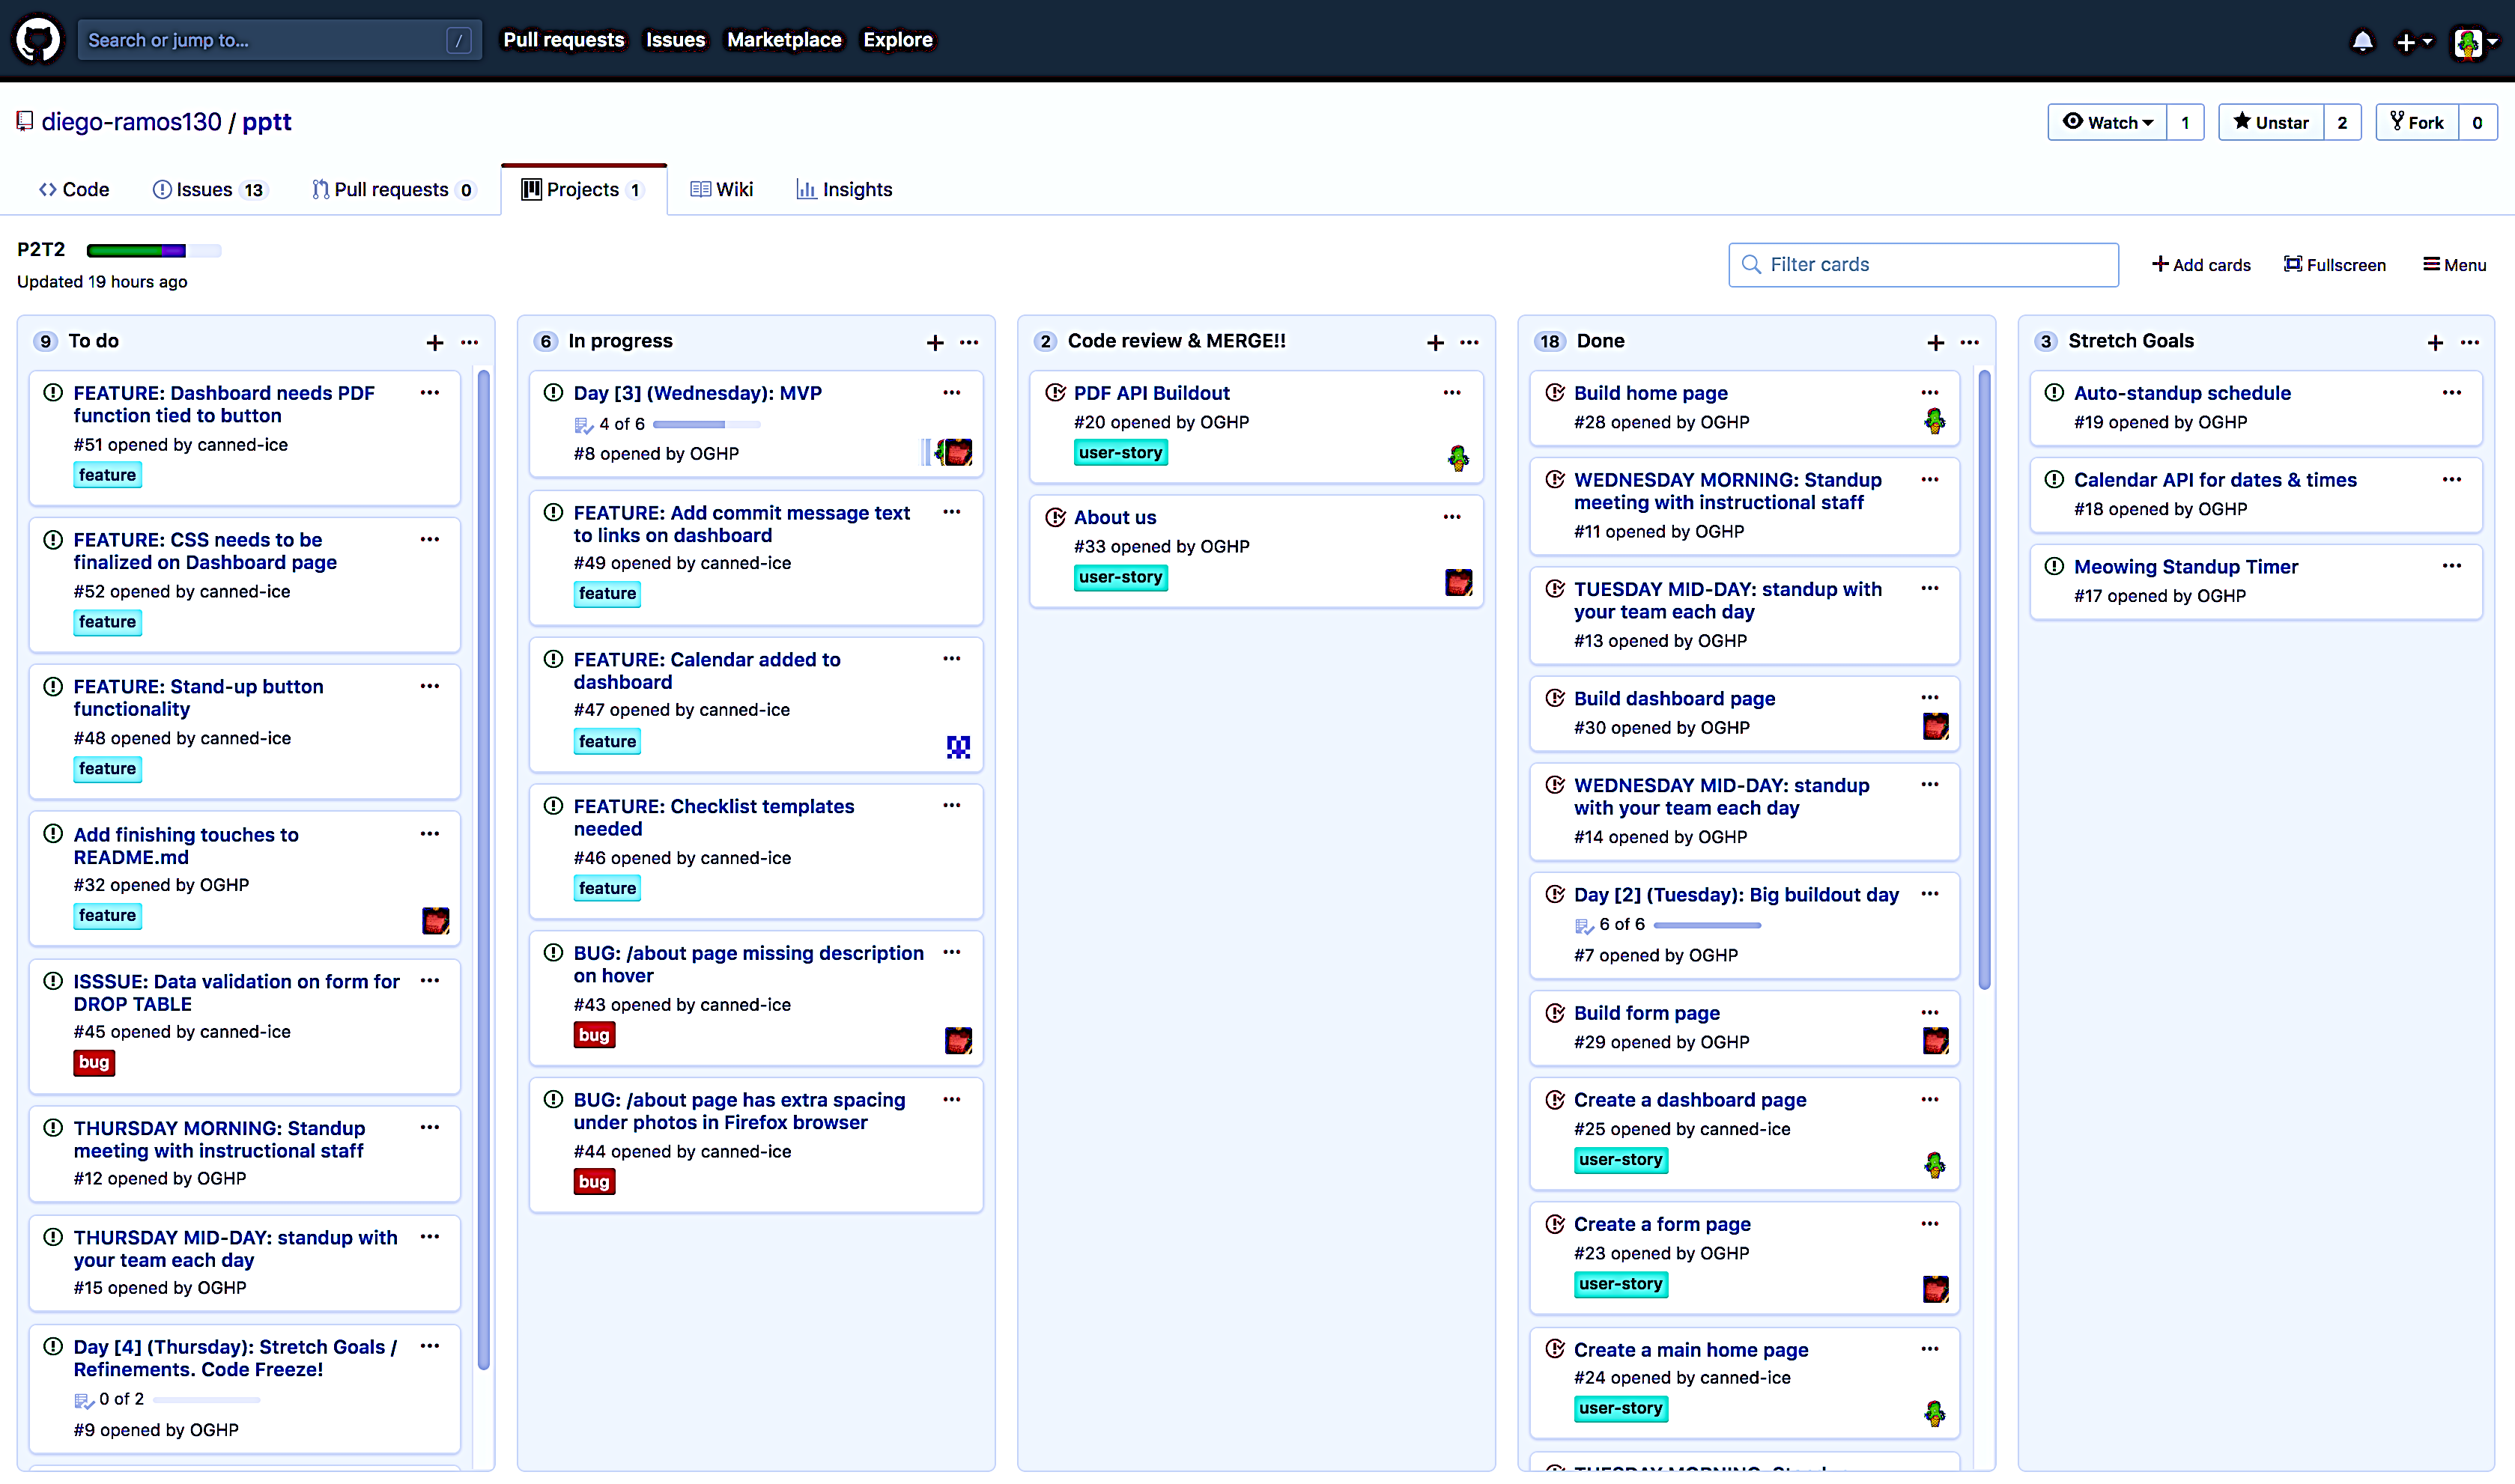 Search or jump to...
/
Pull requests
Issues
Marketplace
Explore
diego-ramos130 / pptt
Watch 1
Unstar 2
Fork 0
Code
Issues 13
Pull requests 0
Projects 1
Wiki
Insights
P2T2
Updated 19 hours ago
Filter cards
Add cards
Fullscreen
Menu
9 To do
FEATURE: Dashboard needs PDF
function tied to button
#51 opened by canned-ice
feature
FEATURE: CSS needs to be
finalized on Dashboard page
#52 opened by canned-ice
feature
FEATURE: Stand-up button
functionality
#48 opened by canned-ice
feature
Add finishing touches to
README.md
#32 opened by OGHP
feature
ISSSUE: Data validation on form for
DROP TABLE
#45 opened by canned-ice
bug
THURSDAY MORNING: Standup
meeting with instructional staff
#12 opened by OGHP
THURSDAY MID-DAY: standup with
your team each day
#15 opened by OGHP
Day [4] (Thursday): Stretch Goals /
Refinements. Code Freeze!
0 of 2
#9 opened by OGHP
6 In progress
Day [3] (Wednesday): MVP
4 of 6
#8 opened by OGHP
FEATURE: Add commit message text
to links on dashboard
#49 opened by canned-ice
feature
FEATURE: Calendar added to
dashboard
#47 opened by canned-ice
feature
FEATURE: Checklist templates
needed
#46 opened by canned-ice
feature
BUG: /about page missing description
on hover
#43 opened by canned-ice
bug
BUG: /about page has extra spacing
under photos in Firefox browser
#44 opened by canned-ice
bug
2 Code review & MERGE!!
PDF API Buildout
#20 opened by OGHP
user-story
About us
#33 opened by OGHP
user-story
18 Done
Build home page
#28 opened by OGHP
WEDNESDAY MORNING: Standup
meeting with instructional staff
#11 opened by OGHP
TUESDAY MID-DAY: standup with
your team each day
#13 opened by OGHP
Build dashboard page
#30 opened by OGHP
WEDNESDAY MID-DAY: standup
with your team each day
#14 opened by OGHP
Day [2] (Tuesday): Big buildout day
6 of 6
#7 opened by OGHP
Build form page
#29 opened by OGHP
Create a dashboard page
#25 opened by canned-ice
user-story
Create a form page
#23 opened by OGHP
user-story
Create a main home page
#24 opened by canned-ice
user-story
3 Stretch Goals
Auto-standup schedule
#19 opened by OGHP
Calendar API for dates & times
#18 opened by OGHP
Meowing Standup Timer
#17 opened by OGHP